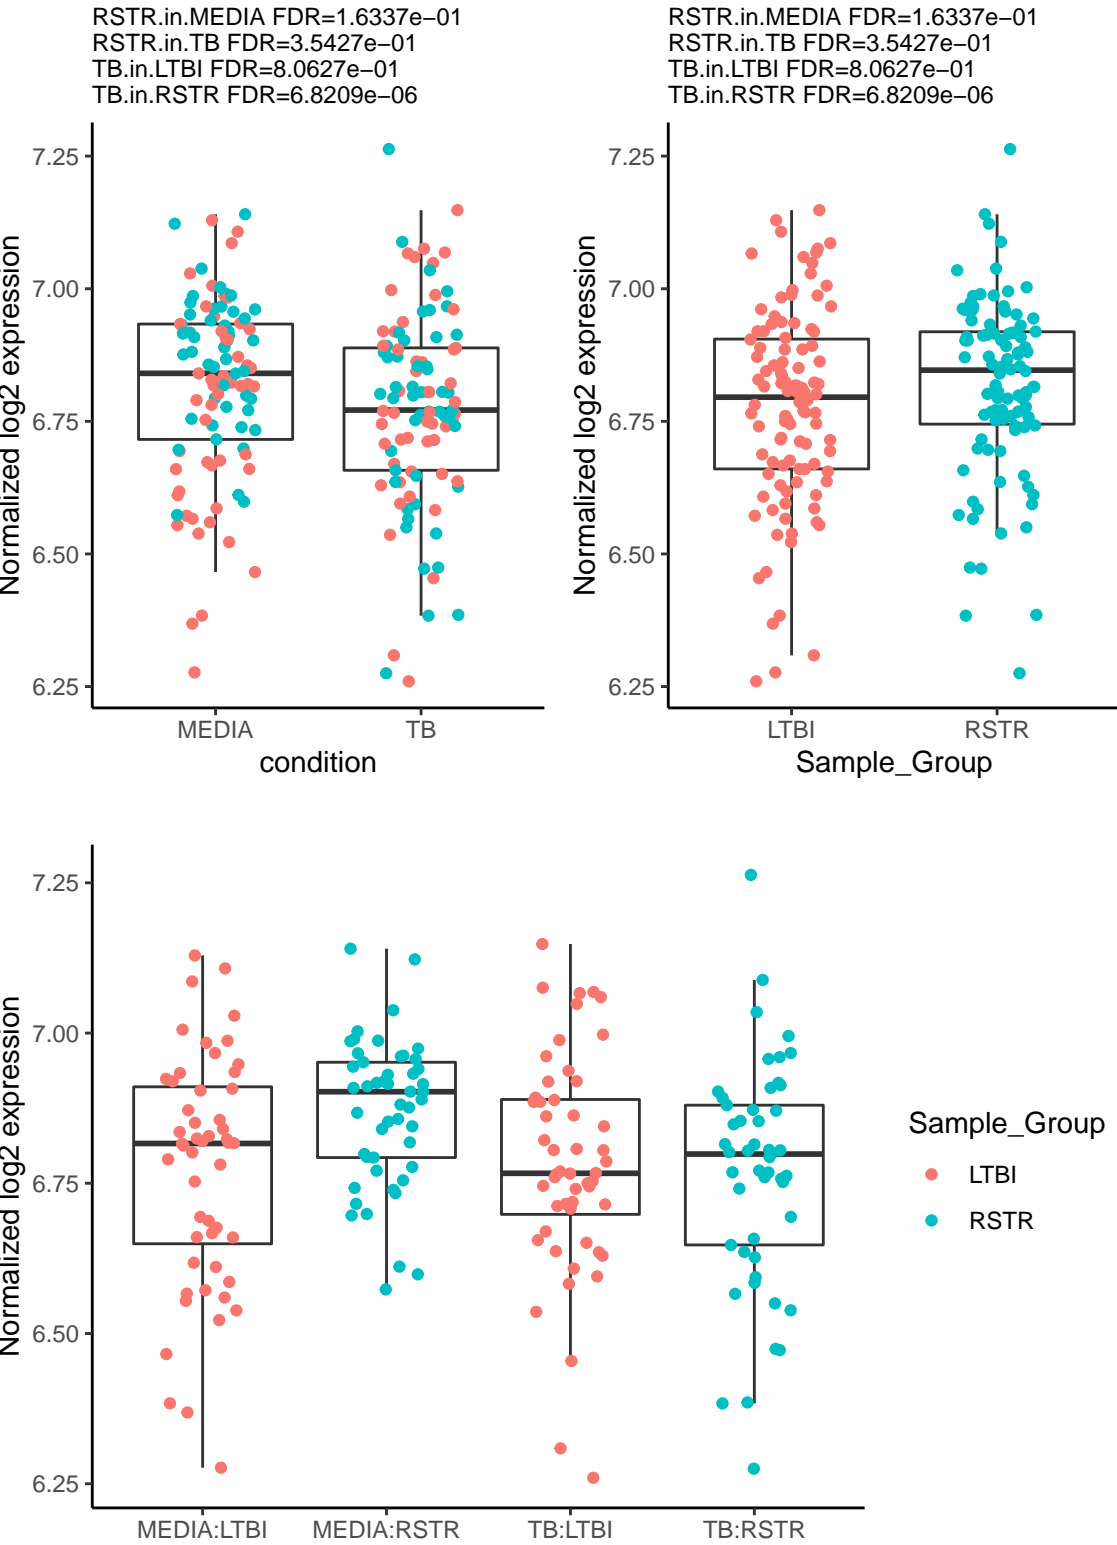 RSTR.in.MEDIA FDR=1.6337e−01
RSTR.in.TB FDR=3.5427e−01
TB.in.LTBI FDR=8.0627e−01
TB.in.RSTR FDR=6.8209e−06
7.25
7.00
6.75
6.50
6.25
Normalized log2 expression
MEDIA TB
condition
RSTR.in.MEDIA FDR=1.6337e−01
RSTR.in.TB FDR=3.5427e−01
TB.in.LTBI FDR=8.0627e−01
TB.in.RSTR FDR=6.8209e−06
7.25
7.00
6.75
6.50
6.25
Normalized log2 expression
LTBI RSTR
Sample_Group
7.25
7.00
6.75
6.50
6.25
Normalized log2 expression
MEDIA:LTBI MEDIA:RSTR TB:LTBI TB:RSTR
Sample_Group
LTBI
RSTR